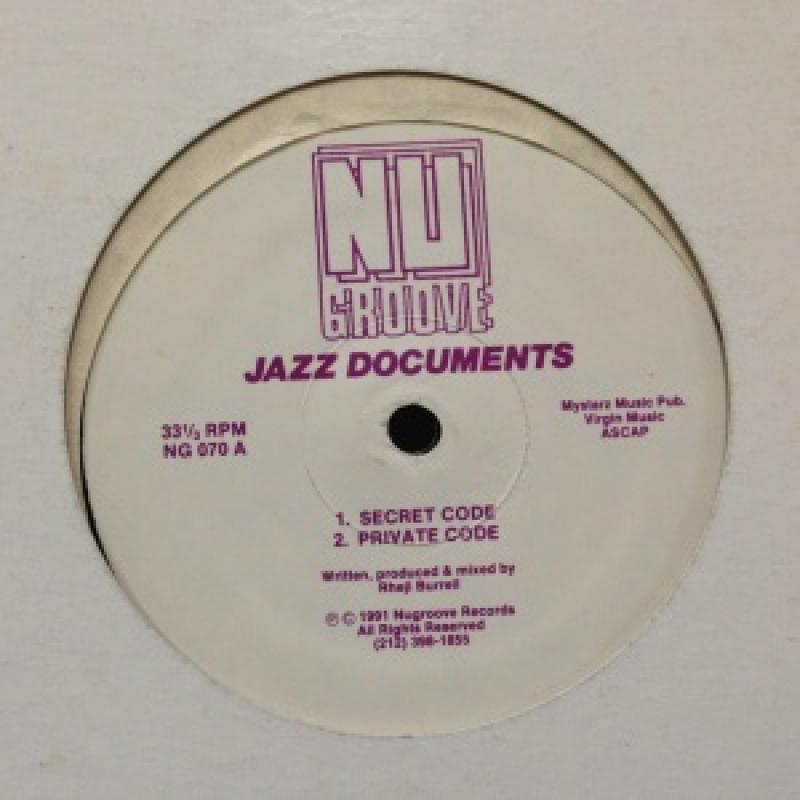 NU
GROOVE
JAZZ DOCUMENTS
33⅓ RPM
NG 070 A
Mystarz Music Pub.
Virgin Music
ASCAP
1. SECRET CODE
2. PRIVATE CODE
Written, produced & mixed by
Rheji Burrell
℗ © 1991 Nugroove Records
All Rights Reserved
(212) 398-1855